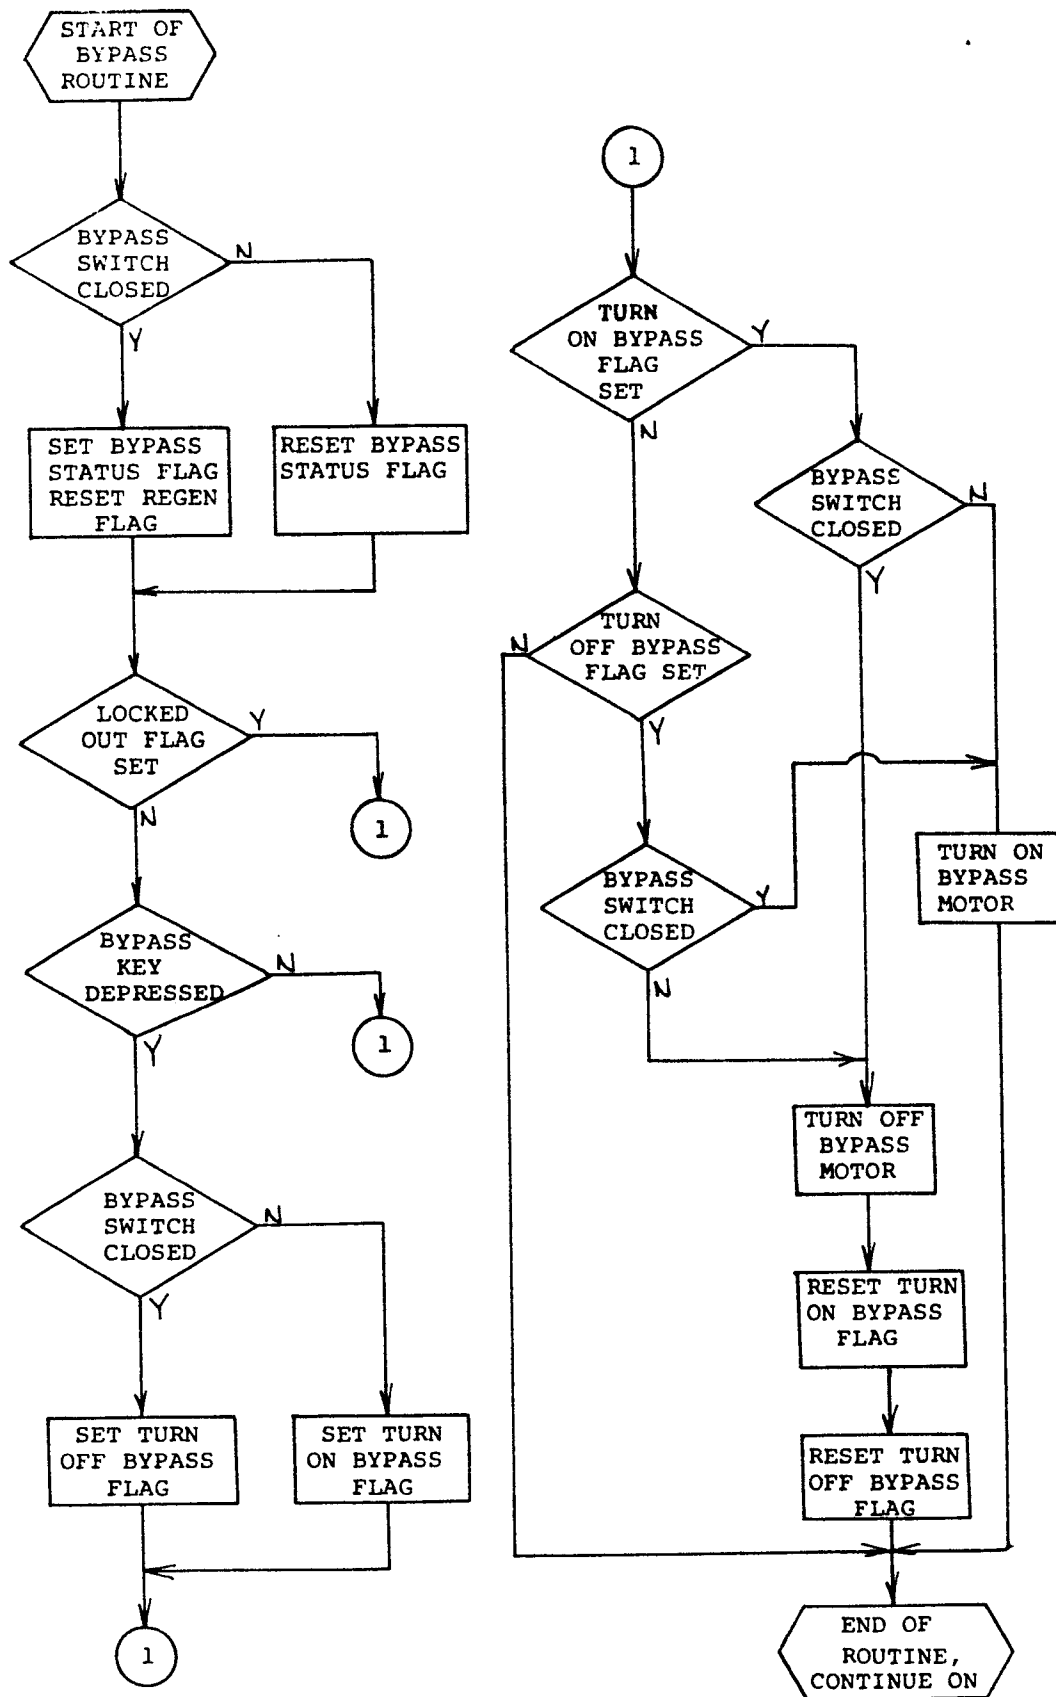 START OF
BYPASS
ROUTINE
BYPASS
SWITCH
CLOSED
N
Y
SET BYPASS
STATUS FLAG
RESET REGEN
FLAG
RESET BYPASS
STATUS FLAG
LOCKED
OUT FLAG
SET
Y
N
1
BYPASS
KEY
DEPRESSED
N
Y
1
BYPASS
SWITCH
CLOSED
N
Y
SET TURN
OFF BYPASS
FLAG
SET TURN
ON BYPASS
FLAG
1
1
TURN
ON BYPASS
FLAG
SET
Y
N
BYPASS
SWITCH
CLOSED
N
Y
TURN
OFF BYPASS
FLAG SET
N
Y
BYPASS
SWITCH
CLOSED
Y
N
TURN ON
BYPASS
MOTOR
TURN OFF
BYPASS
MOTOR
RESET TURN
ON BYPASS
FLAG
RESET TURN
OFF BYPASS
FLAG
END OF
ROUTINE,
CONTINUE ON